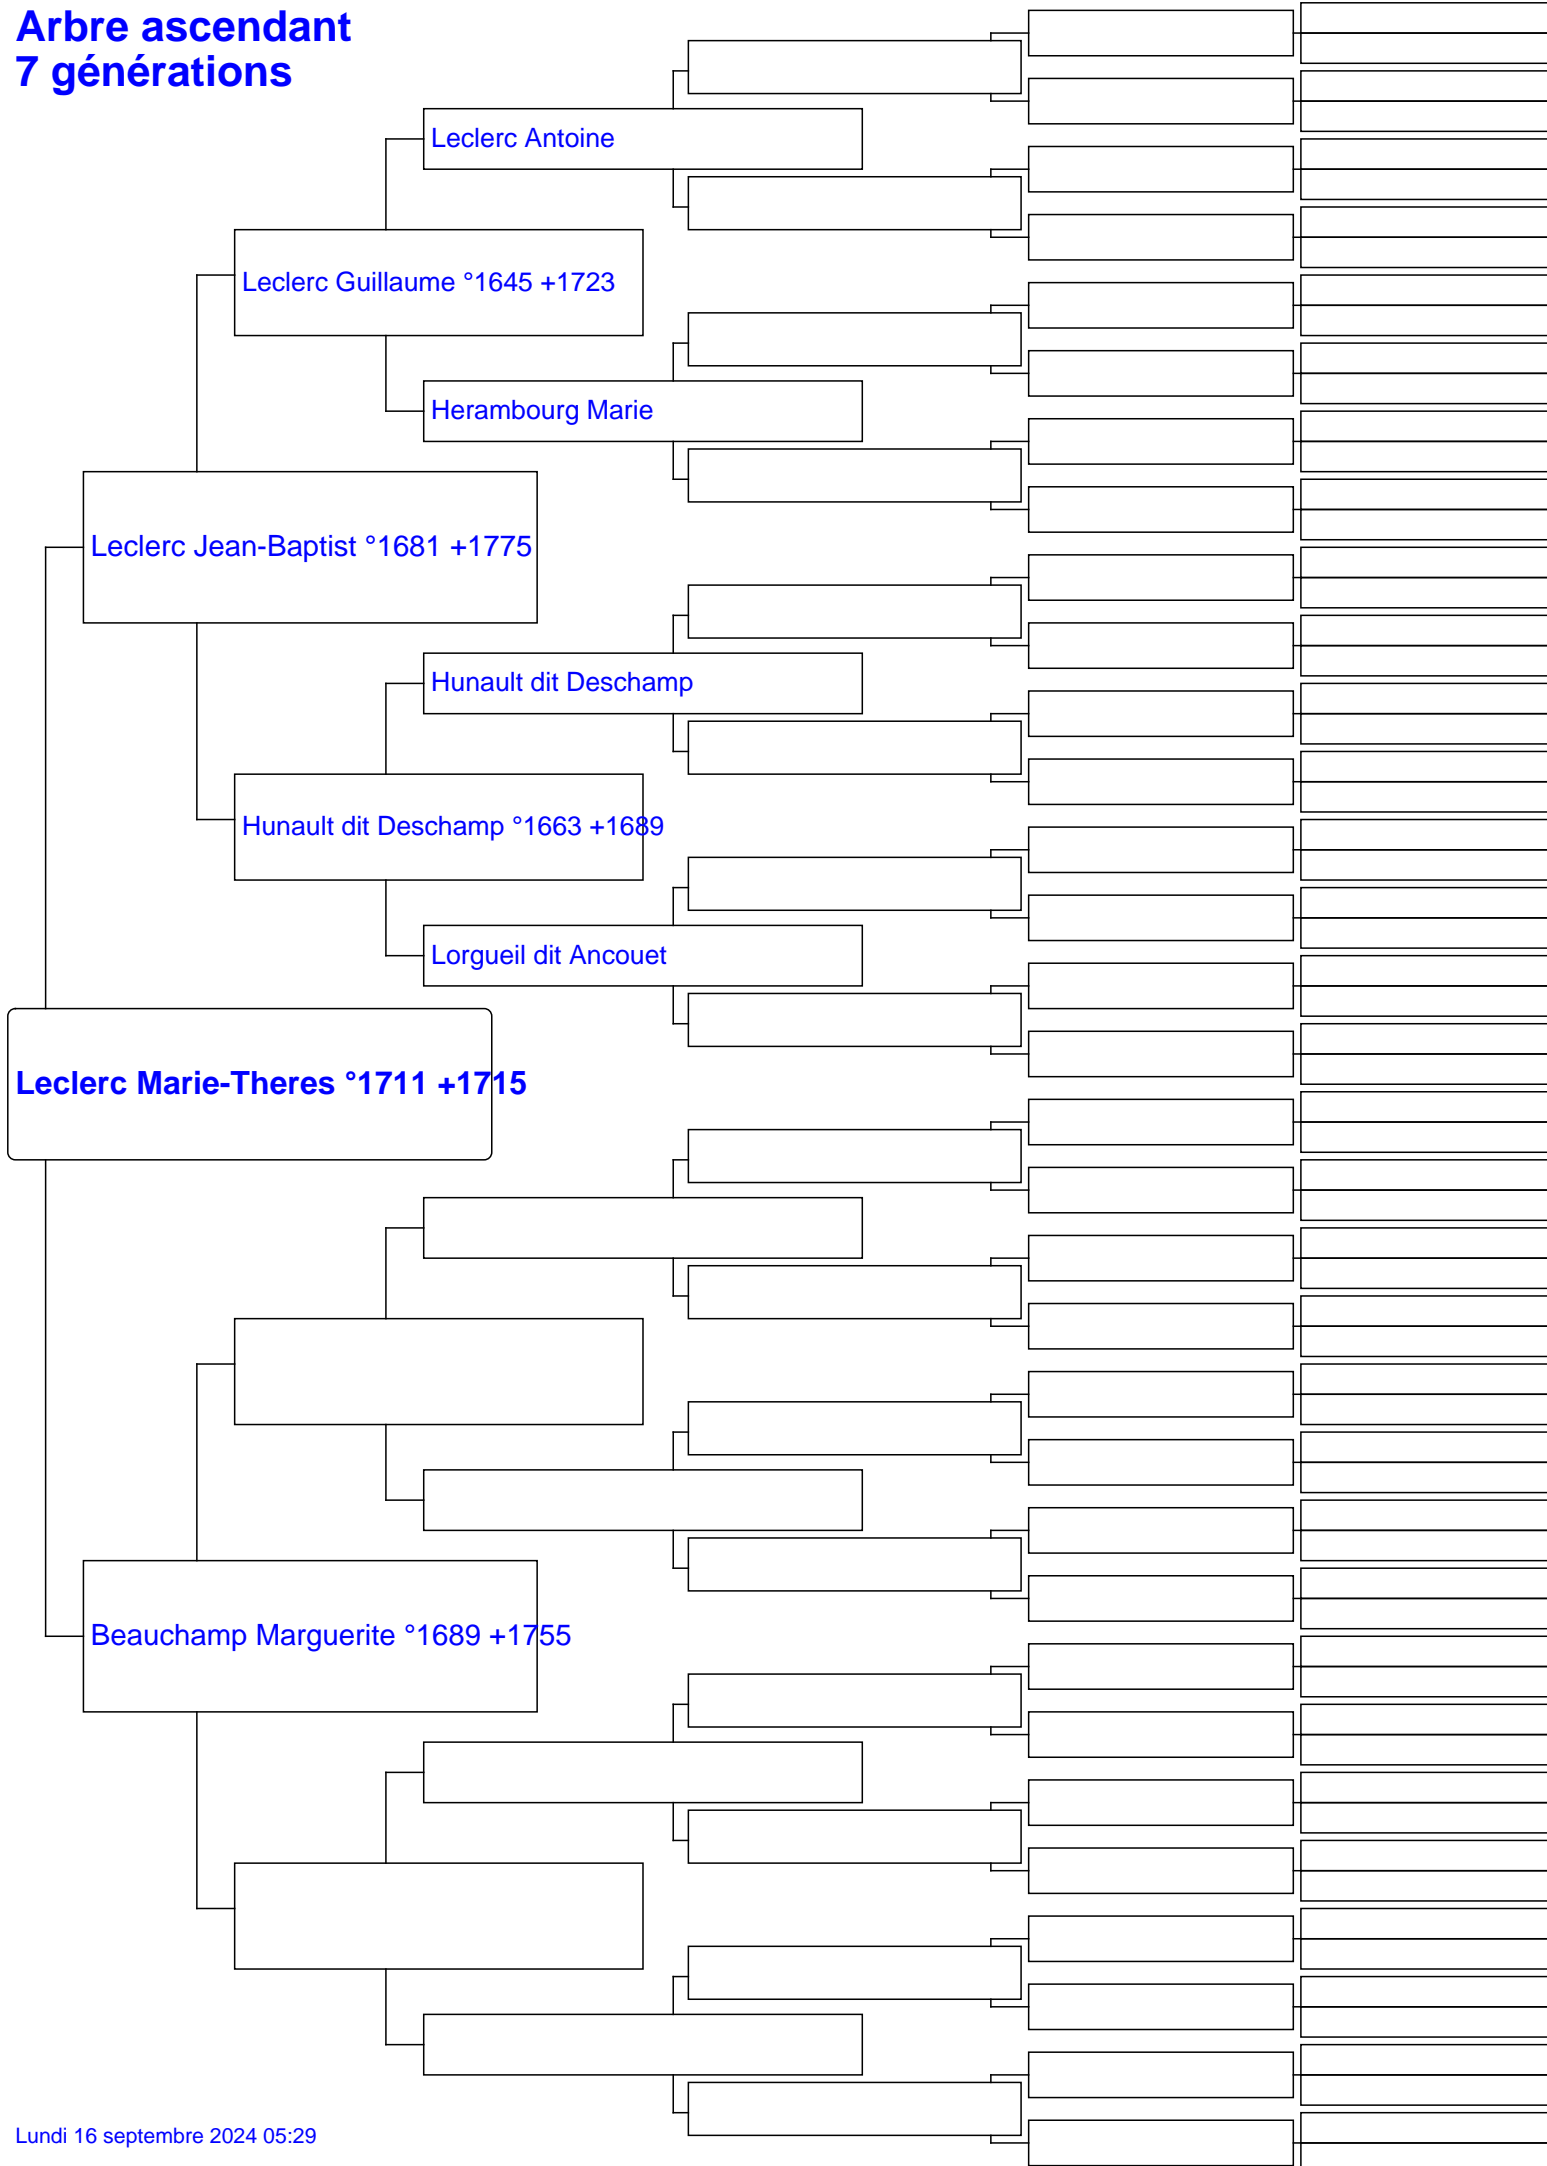 Arbre ascendant
7 générations
Leclerc Antoine
Leclerc Guillaume °1645 +1723
Herambourg Marie
Leclerc Jean-Baptist °1681 +1775
Hunault dit Deschamp
Hunault dit Deschamp °1663 +1689
Lorgueil dit Ancouet
Leclerc Marie-Theres °1711 +1715
Beauchamp Marguerite °1689 +1755
Lundi 16 septembre 2024 05:29